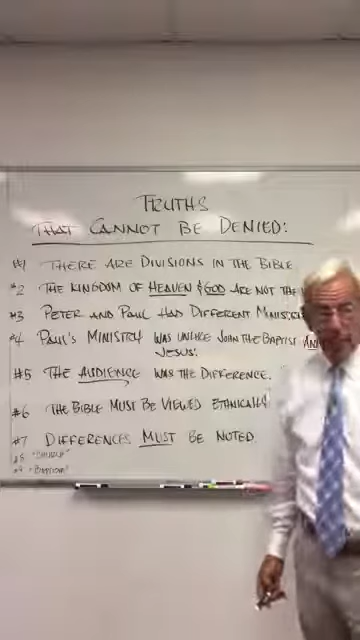 TRUTHS
THAT CANNOT BE DENIED:
#1 THERE ARE DIVISIONS IN THE BIBLE
#2 THE KINGDOM OF HEAVEN & GOD ARE NOT THE
#3 PETER AND PAUL HAD DIFFERENT
#4 PAUL'S MINISTRY WAS UNLIKE JOHN THE BAPTIST AND
JESUS'.
#5 THE AUDIENCE WAS THE DIFFERENCE.
#6 THE BIBLE MUST BE VIEWED ETHNICALLY
#7 DIFFERENCES MUST BE NOTED
#8 "CHURCH"
#9 "BAPTISM"